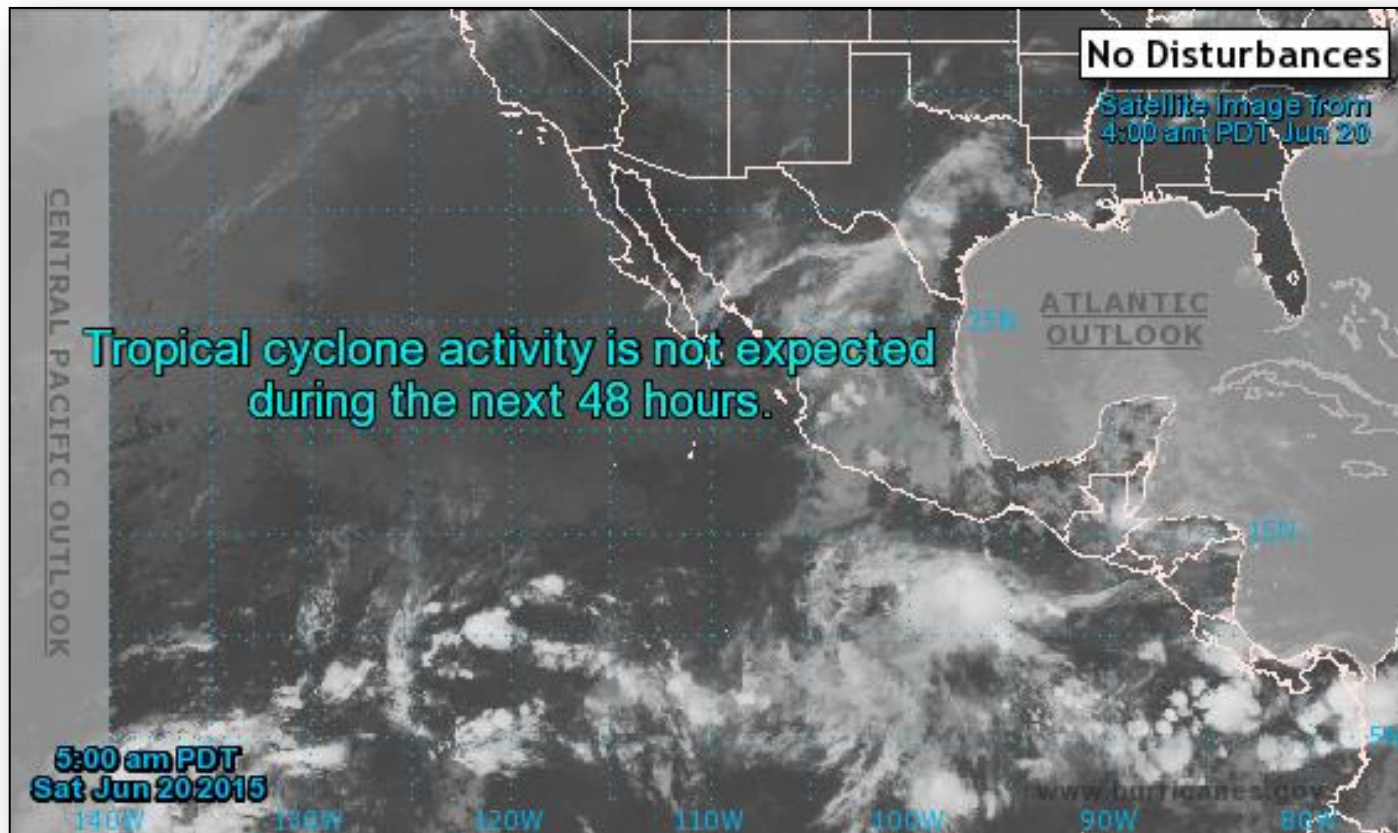 No Disturbances
Satellite Image from
4:00 am PDT Jun 20
CENTRAL PACIFIC OUTLOOK
ATLANTIC
OUTLOOK
25N
Tropical cyclone activity is not expected
during the next 48 hours.
15N
5N
5:00 am PDT
Sat Jun 20 2015
www.hurricanes.gov
140W 130W 120W 110W 100W 90W 80W